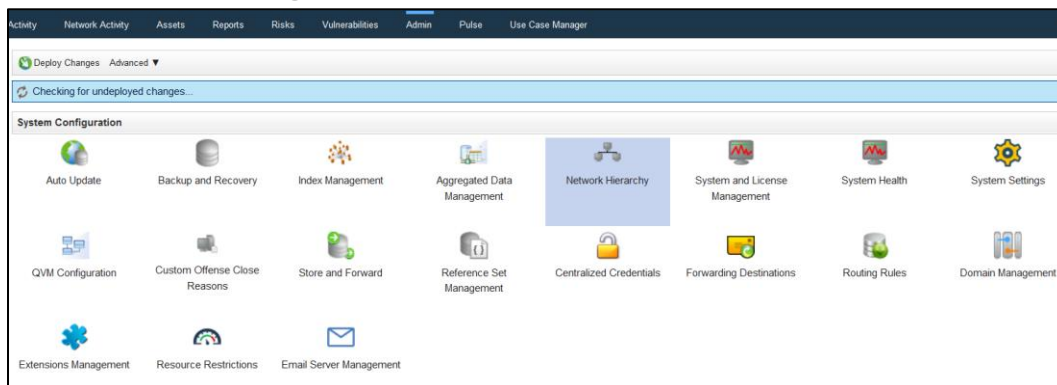 Activity Network Activity Assets Reports Risks Vulnerabilities Admin Pulse Use Case Manager
Deploy Changes Advanced ▼
Checking for undeployed changes...
System Configuration
Auto Update Backup and Recovery Index Management Aggregated Data Management Network Hierarchy System and License Management System Health System Settings
QVM Configuration Custom Offense Close Reasons Store and Forward Reference Set Management Centralized Credentials Forwarding Destinations Routing Rules Domain Management
Extensions Management Resource Restrictions Email Server Management